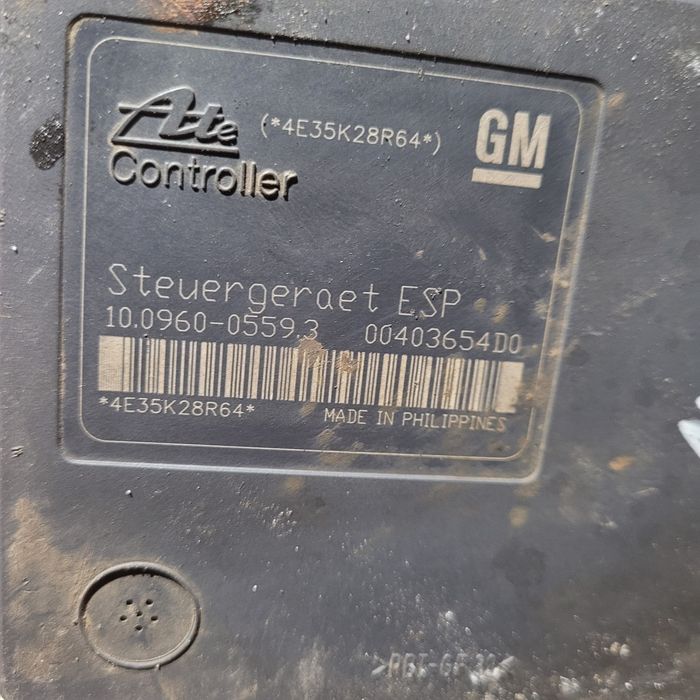 Ate (*4E35K28R64*) GM
Controller
Steuergeraet ESP
10.0960-0559.3 00403654D0
*4E35K28R64* MADE IN PHILIPPINES